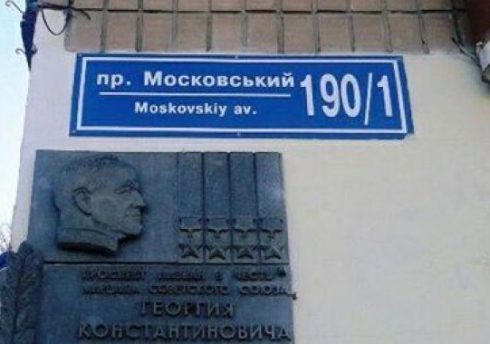 пр. Московський
190/1
Moskovskiy av.
ПРОСПЕКТ НАЗВАН В ЧЕСТЬ
МАРШАЛА СОВЕТСКОГО СОЮЗА
ГЕОРГИЯ
КОНСТАНТИНОВИЧА